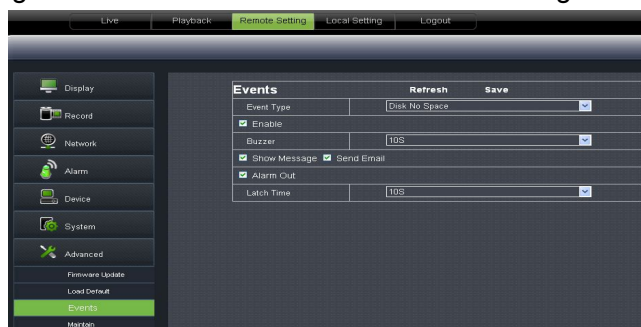 Live Playback Remote Setting Local Setting Logout
Display
Record
Network
Alarm
Device
System
Advanced
Firmware Update
Load Default
Events
Maintain
Events Refresh Save
Event Type Disk No Space
Enable
Buzzer 10S
Show Message Send Email
Alarm Out
Latch Time 10S